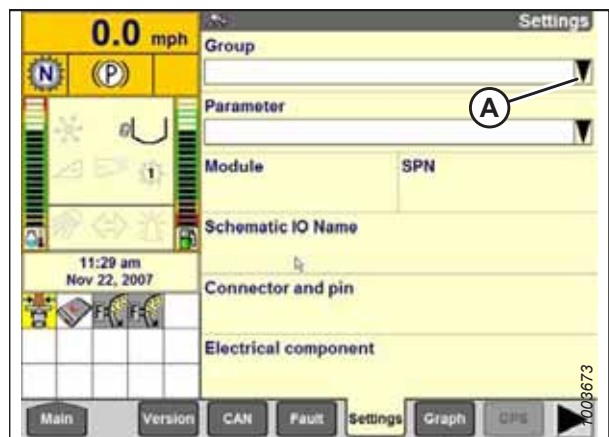 0.0 mph
Settings
Group
N
(P)
A
Parameter
1
Module
SPN
Schematic IO Name
11:29 am
Nov 22, 2007
Connector and pin
F
F
Electrical component
1003673
Main
Version
CAN
Fault
Settings
Graph
GPS